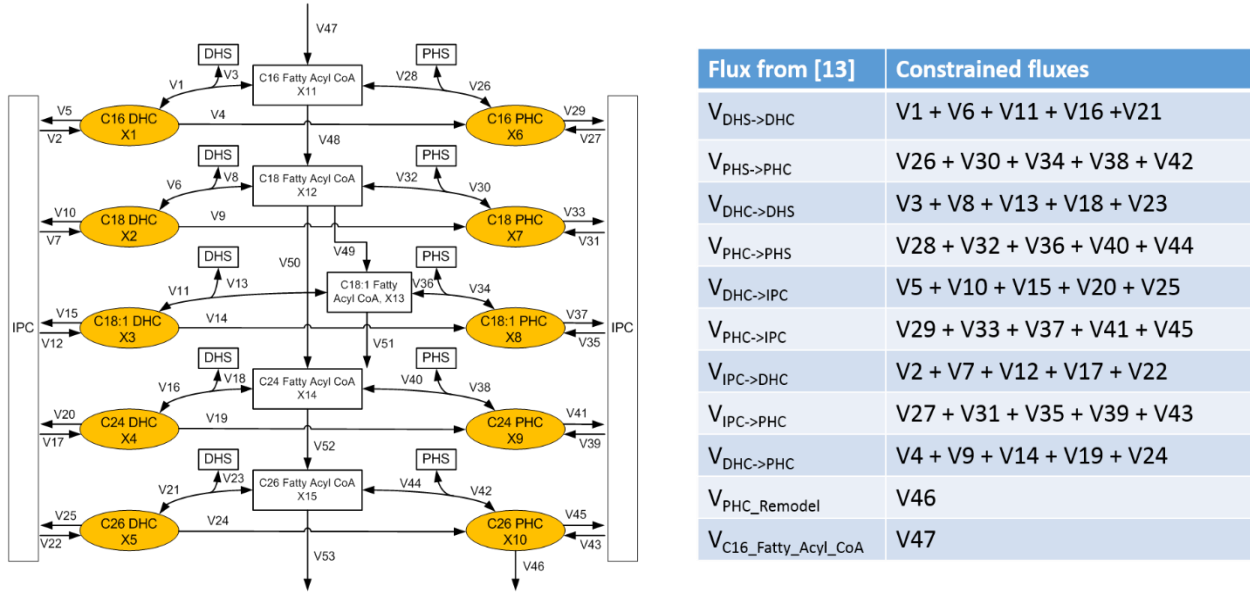 V47
DHS
PHS
C16 Fatty Acyl CoA
X11
V1
V3
V28
V26
V5
V2
C16 DHC
X1
V4
C16 PHC
X6
V29
V27
V48
DHS
PHS
C18 Fatty Acyl CoA
X12
V6
V8
V32
V30
V10
V7
C18 DHC
X2
V9
C18 PHC
X7
V33
V31
V49
V50
DHS
PHS
C18:1 Fatty
Acyl CoA, X13
V11
V13
V36
V34
IPC
V15
V12
C18:1 DHC
X3
V14
C18:1 PHC
X8
V37
V35
IPC
V51
DHS
PHS
C24 Fatty Acyl CoA
X14
V16
V18
V40
V38
V20
V17
C24 DHC
X4
V19
C24 PHC
X9
V41
V39
V52
DHS
PHS
C26 Fatty Acyl CoA
X15
V21
V23
V44
V42
V25
V22
C26 DHC
X5
V24
C26 PHC
X10
V45
V43
V53
V46
Flux from [13] Constrained fluxes
VDHS->DHC V1 + V6 + V11 + V16 +V21
VPHS->PHC V26 + V30 + V34 + V38 + V42
VDHC->DHS V3 + V8 + V13 + V18 + V23
VPHC->PHS V28 + V32 + V36 + V40 + V44
VDHC->IPC V5 + V10 + V15 + V20 + V25
VPHC->IPC V29 + V33 + V37 + V41 + V45
VIPC->DHC V2 + V7 + V12 + V17 + V22
VIPC->PHC V27 + V31 + V35 + V39 + V43
VDHC->PHC V4 + V9 + V14 + V19 + V24
VPHC_Remodel V46
VC16_Fatty_Acyl_CoA V47